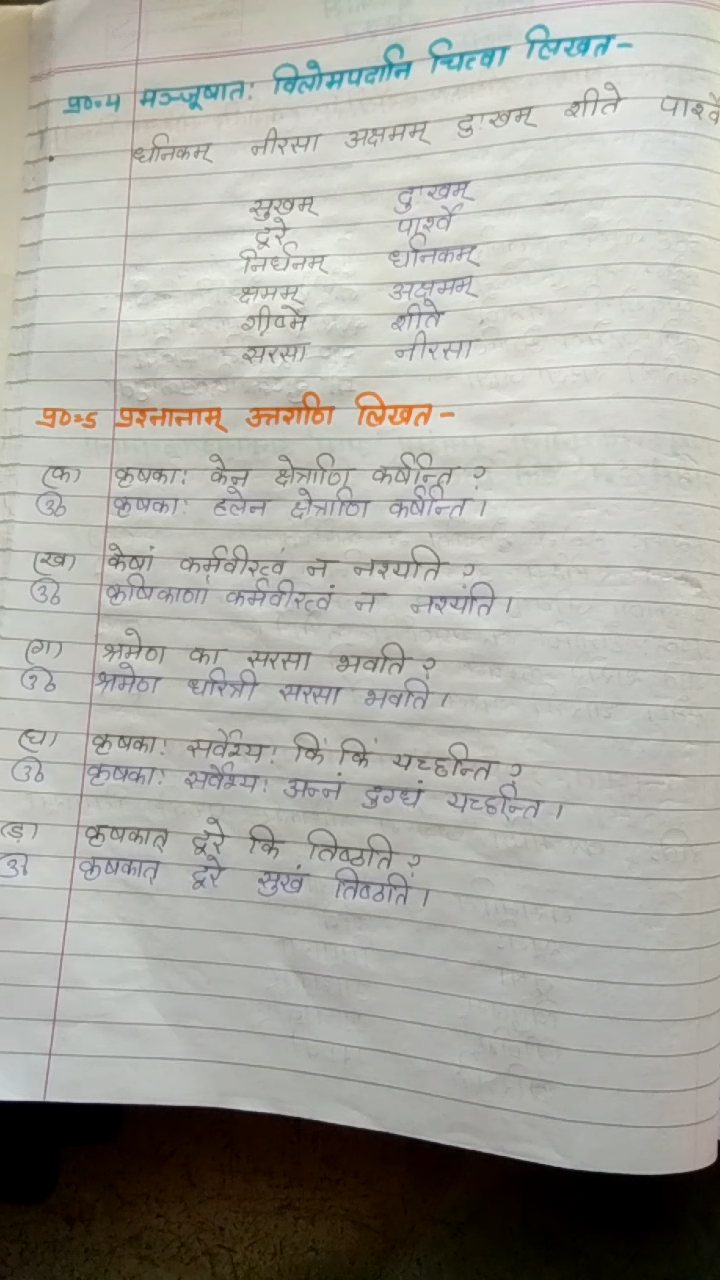 प्र०=4 मञ्जूषातः विलोमपदानि चित्वा लिखत-
धनिकम् नीरसा अक्षमम् दुःखम् शीते पार्श्वे
सुखम् दुःखम्
दूरे पार्श्वे
निर्धनम् धनिकम्
क्षमम् अक्षमम्
ग्रीष्मे शीते
सरसा नीरसा
प्र०=5 प्रश्नानाम् उत्तराणि लिखत-
(क) कृषकाः केन क्षेत्राणि कर्षन्ति ?
उ० कृषकाः हलेन क्षेत्राणि कर्षन्ति।
(ख) केषां कर्मवीरत्वं न नश्यति ?
उ० कृषिकाणां कर्मवीरत्वं न नश्यंति।
(ग) श्रमेण का सरसा भवति ?
उ० श्रमेण धरित्री सरसा भवति।
(घ) कृषकाः सर्वेभ्यः किं किं यच्छन्ति ?
उ० कृषकाः सर्वेभ्यः अन्नं दुग्धं यच्छन्ति।
(ड़) कृषकात् दूरे किं तिष्ठति ?
उ० कृषकात् दूरे सुखं तिष्ठति।